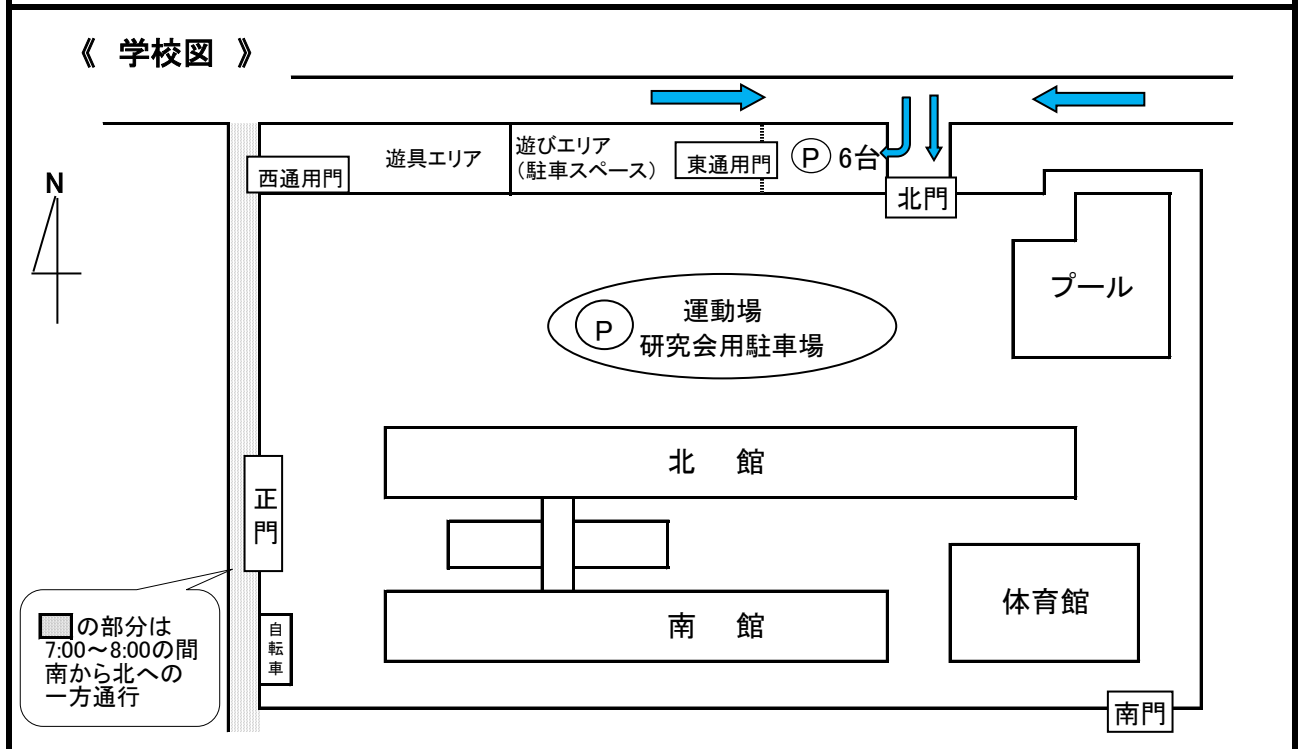 《 学校図 》
遊具エリア
遊びエリア
(駐車スペース)
東通用門
P 6台
西通用門
北門
N
プール
P
運動場
研究会用駐車場
北 館
正門
の部分は
7:00～8:00の間
南から北への
一方通行
自転車
南 館
体育館
南門